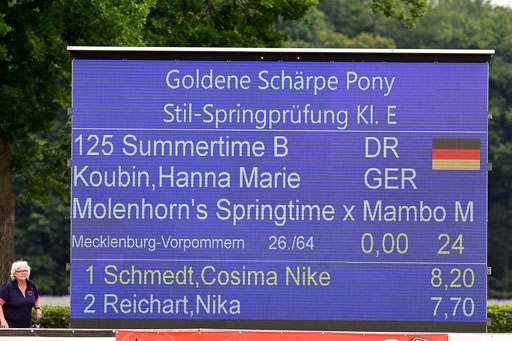 Goldene Schärpe Pony
Stil-Springprüfung Kl. E
125 Summertime B DR
Koubin,Hanna Marie GER
Molenhorn's Springtime x Mambo M
Mecklenburg-Vorpommern 26./64 0,00 24
1 Schmedt,Cosima Nike 8,20
2 Reichart,Nika 7,70